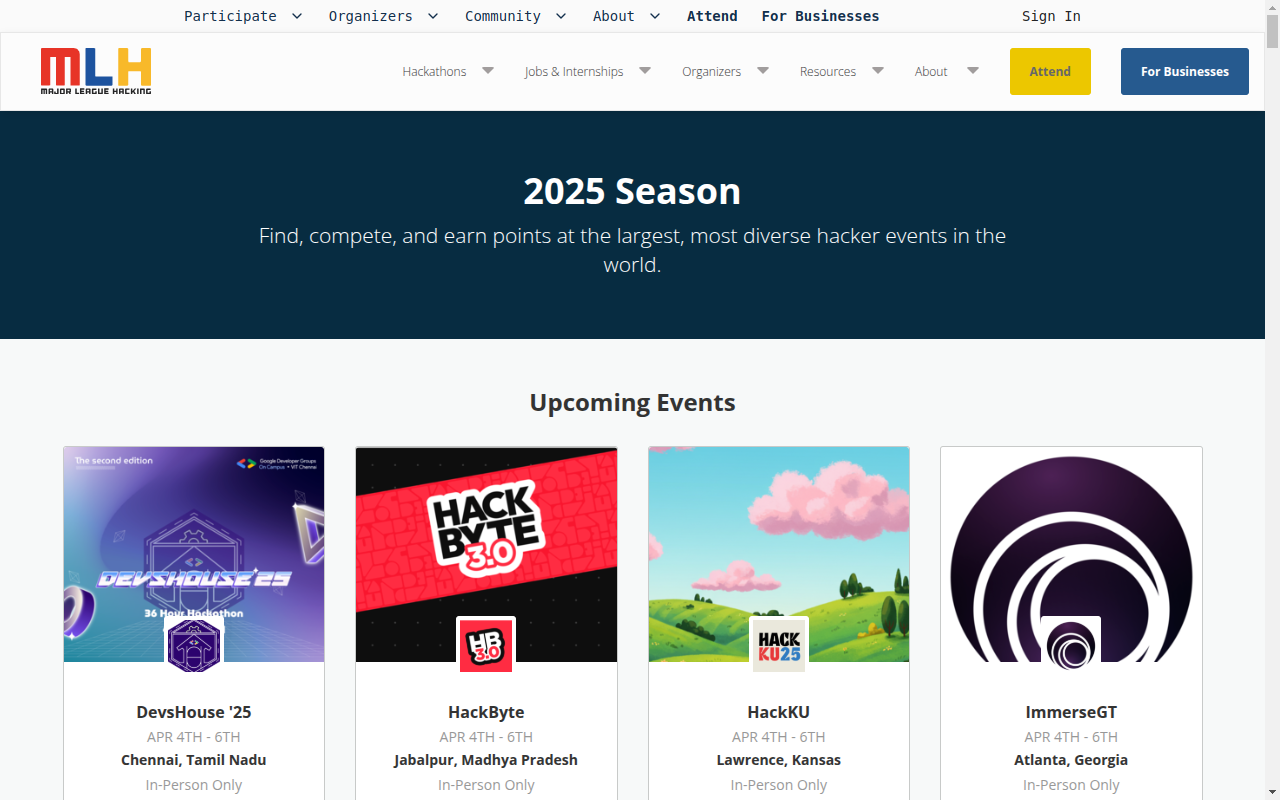 Participate
Organizers
Community
About
Attend
For Businesses
Sign In
MLH
MAJOR LEAGUE HACKING
Hackathons
Jobs & Internships
Organizers
Resources
About
Attend
For Businesses
2025 Season
Find, compete, and earn points at the largest, most diverse hacker events in the
world.
Upcoming Events
The second edition
Google Developer Groups
On Campus • VIT Chennai
DEVSHOUSE'25
36 Hour Hackathon
DevsHouse '25
APR 4TH - 6TH
Chennai, Tamil Nadu
In-Person Only
HACK
BYTE
3.0
HB
3.0
HackByte
APR 4TH - 6TH
Jabalpur, Madhya Pradesh
In-Person Only
HACK
KU25
HackKU
APR 4TH - 6TH
Lawrence, Kansas
In-Person Only
ImmerseGT
APR 4TH - 6TH
Atlanta, Georgia
In-Person Only